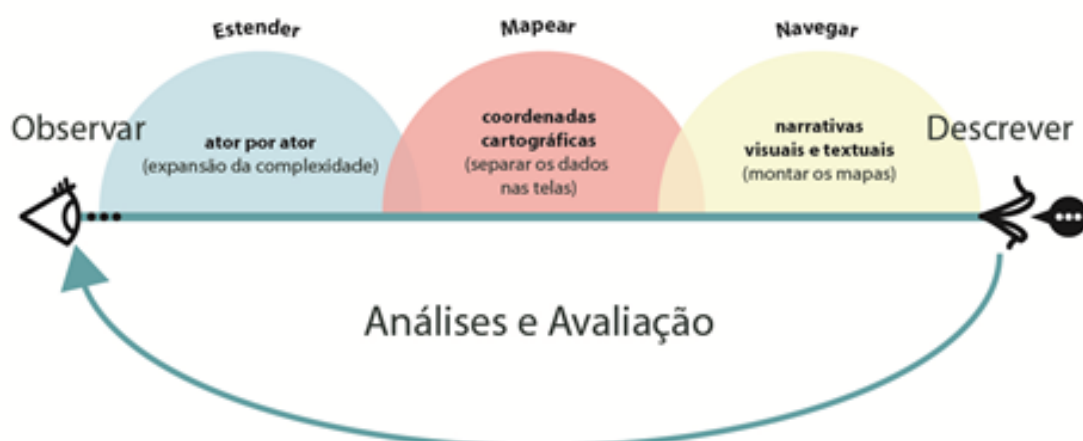 Estender
Mapear
Navegar
Observar
ator por ator
(expansão da complexidade)
coordenadas
cartográficas
(separar os dados
nas telas)
narrativas
visuais e textuais
(montar os mapas)
Descrever
Análises e Avaliação